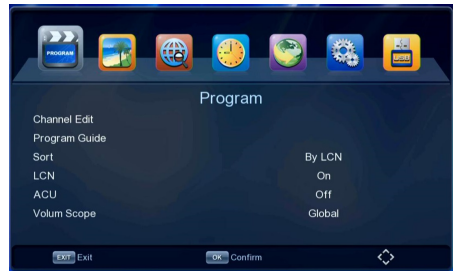 PROGRAM
Program
Channel Edit
Program Guide
Sort By LCN
LCN On
ACU Off
Volum Scope Global
EXIT Exit OK Confirm